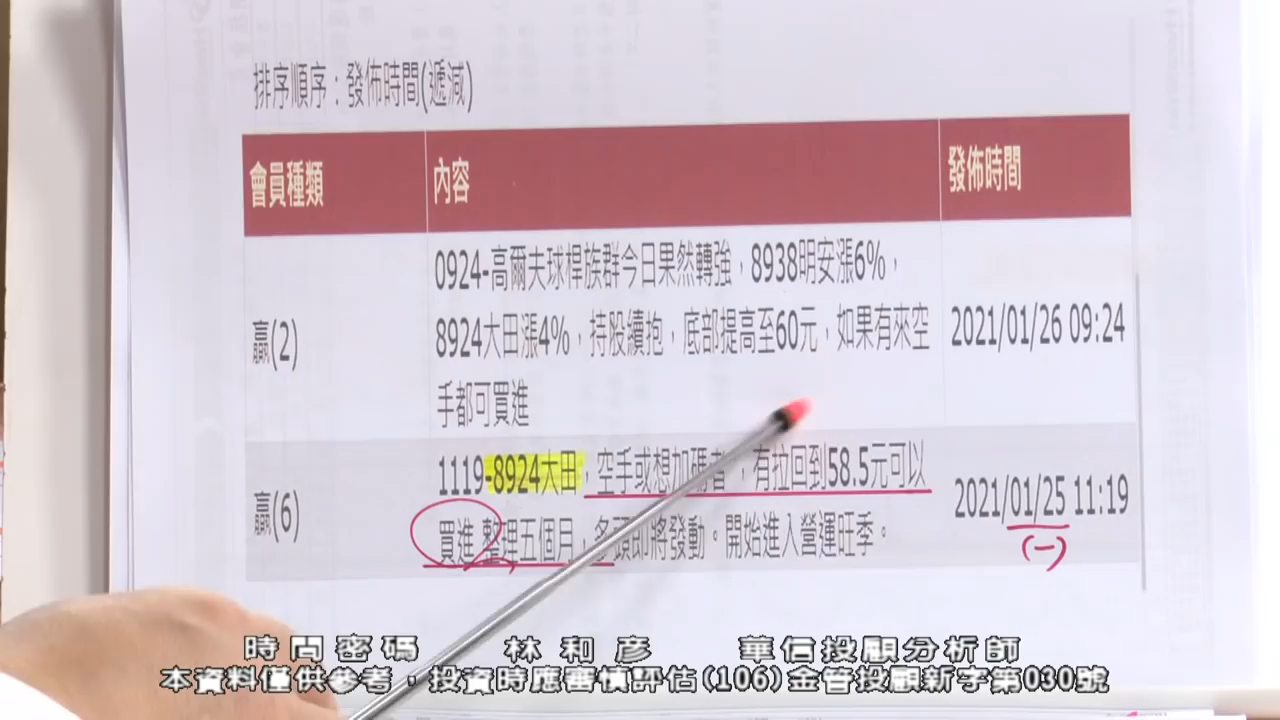 排序順序：發佈時間(遞減)
會員種類 內容 發佈時間
0924-高爾夫球桿族群今日果然轉強，8938明安漲6%，
贏(2) 8924大田漲4%，持股續抱，底部提高至60元，如果有來空 2021/01/26 09:24
手都可買進
1119-8924大田，空手或想加碼者，有拉回到58.5元可以
贏(6) 2021/01/25 11:19
買進 整理五個月，多頭即將發動。開始進入營運旺季。
(一)
時間密碼 林和彥 華信投顧分析師
本資料僅供參考，投資時應審慎評估(106)金管投顧新字第030號